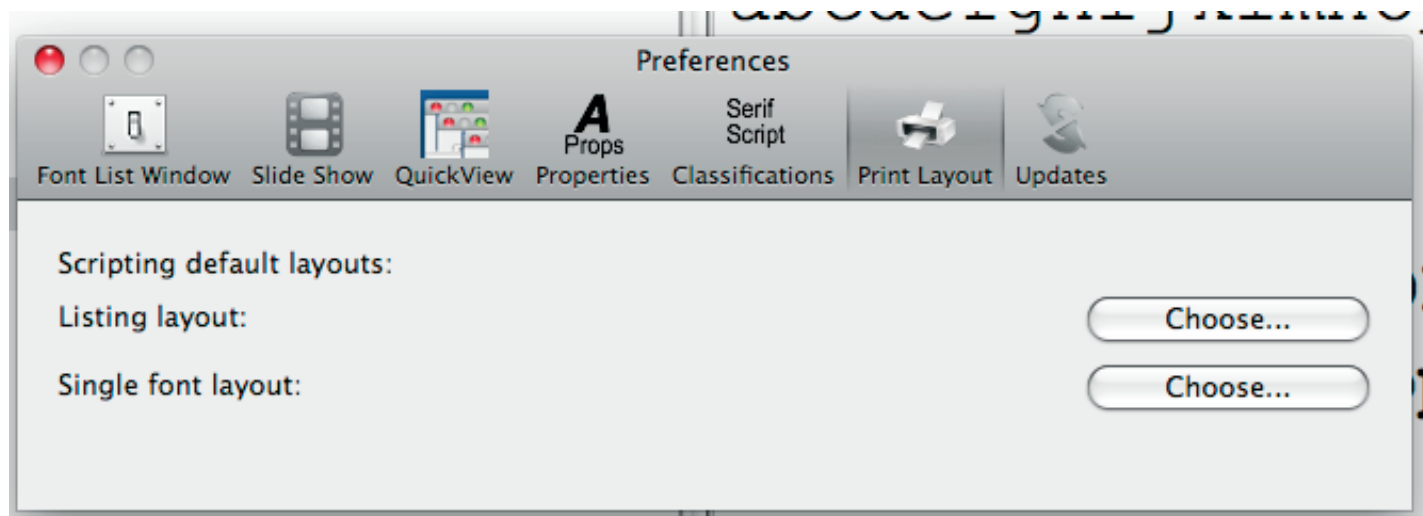 abcdefghijklmno
Preferences
A
Props
Serif
Script
Font List Window Slide Show QuickView Properties Classifications Print Layout Updates
Scripting default layouts:
Listing layout: Choose...
Single font layout: Choose...